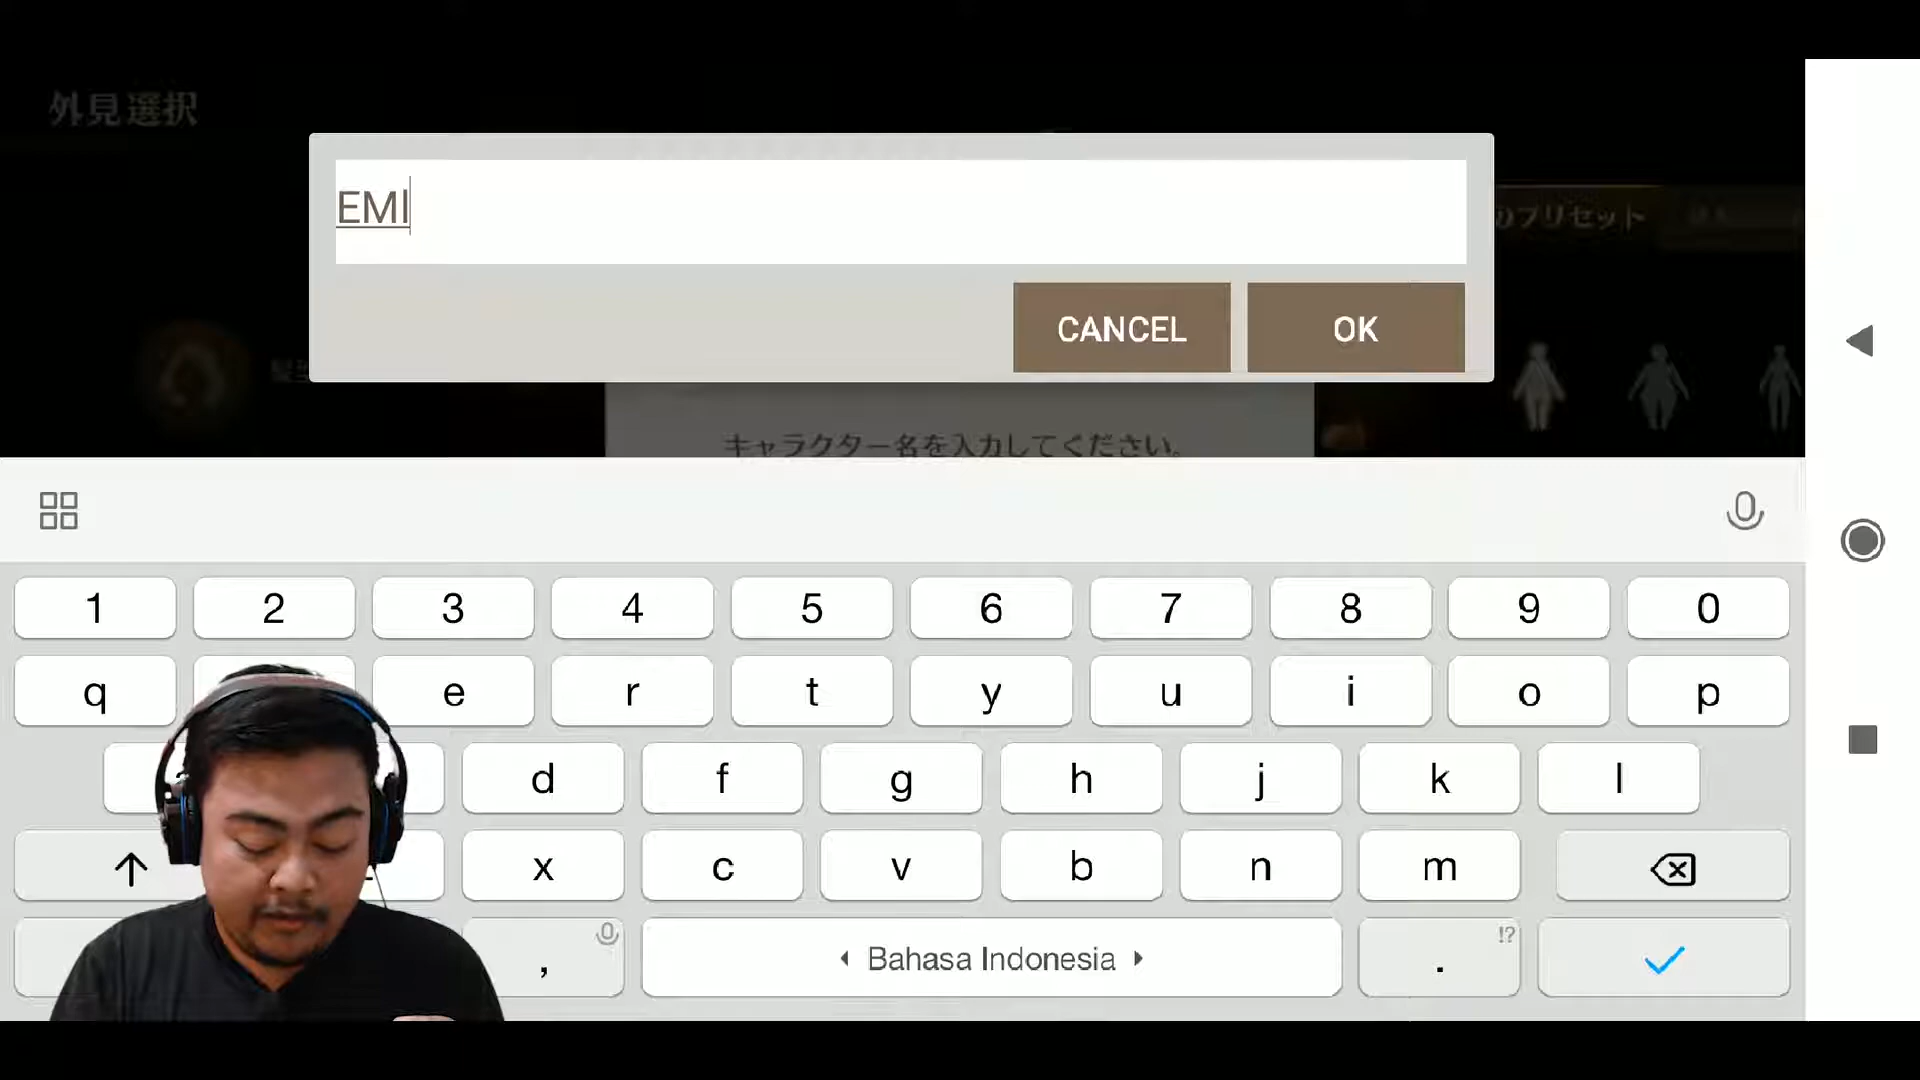 外見選択
EMI
のプリセット
CANCEL OK
キャラクター名を入力してください。
1 2 3 4 5 6 7 8 9 0
q e r t y u i o p
d f g h j k l
x c v b n m
, Bahasa Indonesia . !?